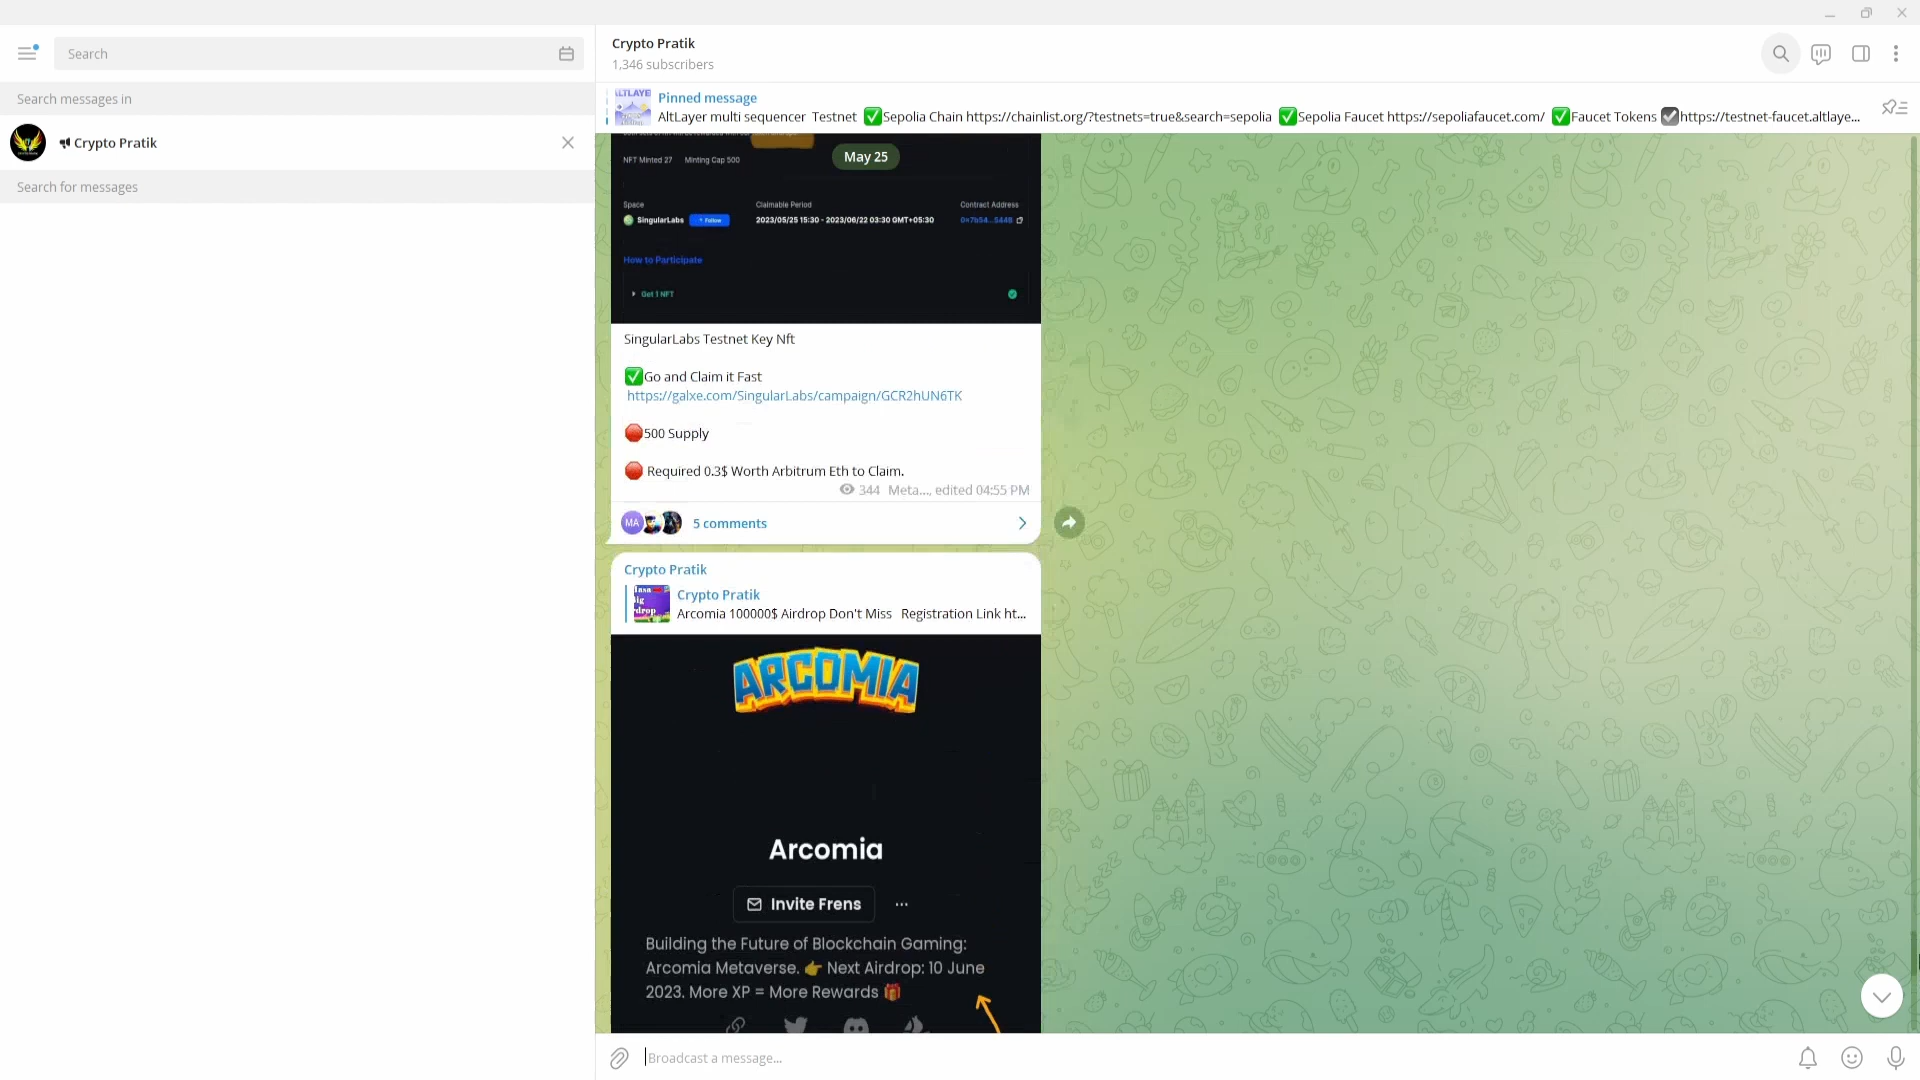 Search
Search messages in
Crypto Pratik
Search for messages
Crypto Pratik
1,346 subscribers
ALTLAYE
Pinned message
AltLayer multi sequencer Testnet ✅Sepolia Chain https://chainlist.org/?testnets=true&search=sepolia ✅Sepolia Faucet https://sepoliafaucet.com/ ✅Faucet Tokens ☑https://testnet-faucet.altlaye...
NFT Minted 27 Minting Cap 500
May 25
Space Claimable Period Contract Address
SingularLabs + Follow 2023/05/25 15:30 - 2023/06/22 03:30 GMT+05:30 0x7b54...5448
How to Participate
Get 1 NFT
SingularLabs Testnet Key Nft
✅Go and Claim it Fast
https://galxe.com/SingularLabs/campaign/GCR2hUN6TK
🛑500 Supply
🛑 Required 0.3$ Worth Arbitrum Eth to Claim.
344 Meta..., edited 04:55 PM
MA 5 comments
Crypto Pratik
Crypto Pratik
Arcomia 100000$ Airdrop Don't Miss Registration Link ht...
ARCOMIA
Arcomia
Invite Frens ...
Building the Future of Blockchain Gaming:
Arcomia Metaverse. 👉 Next Airdrop: 10 June
2023. More XP = More Rewards 🎁
Broadcast a message...